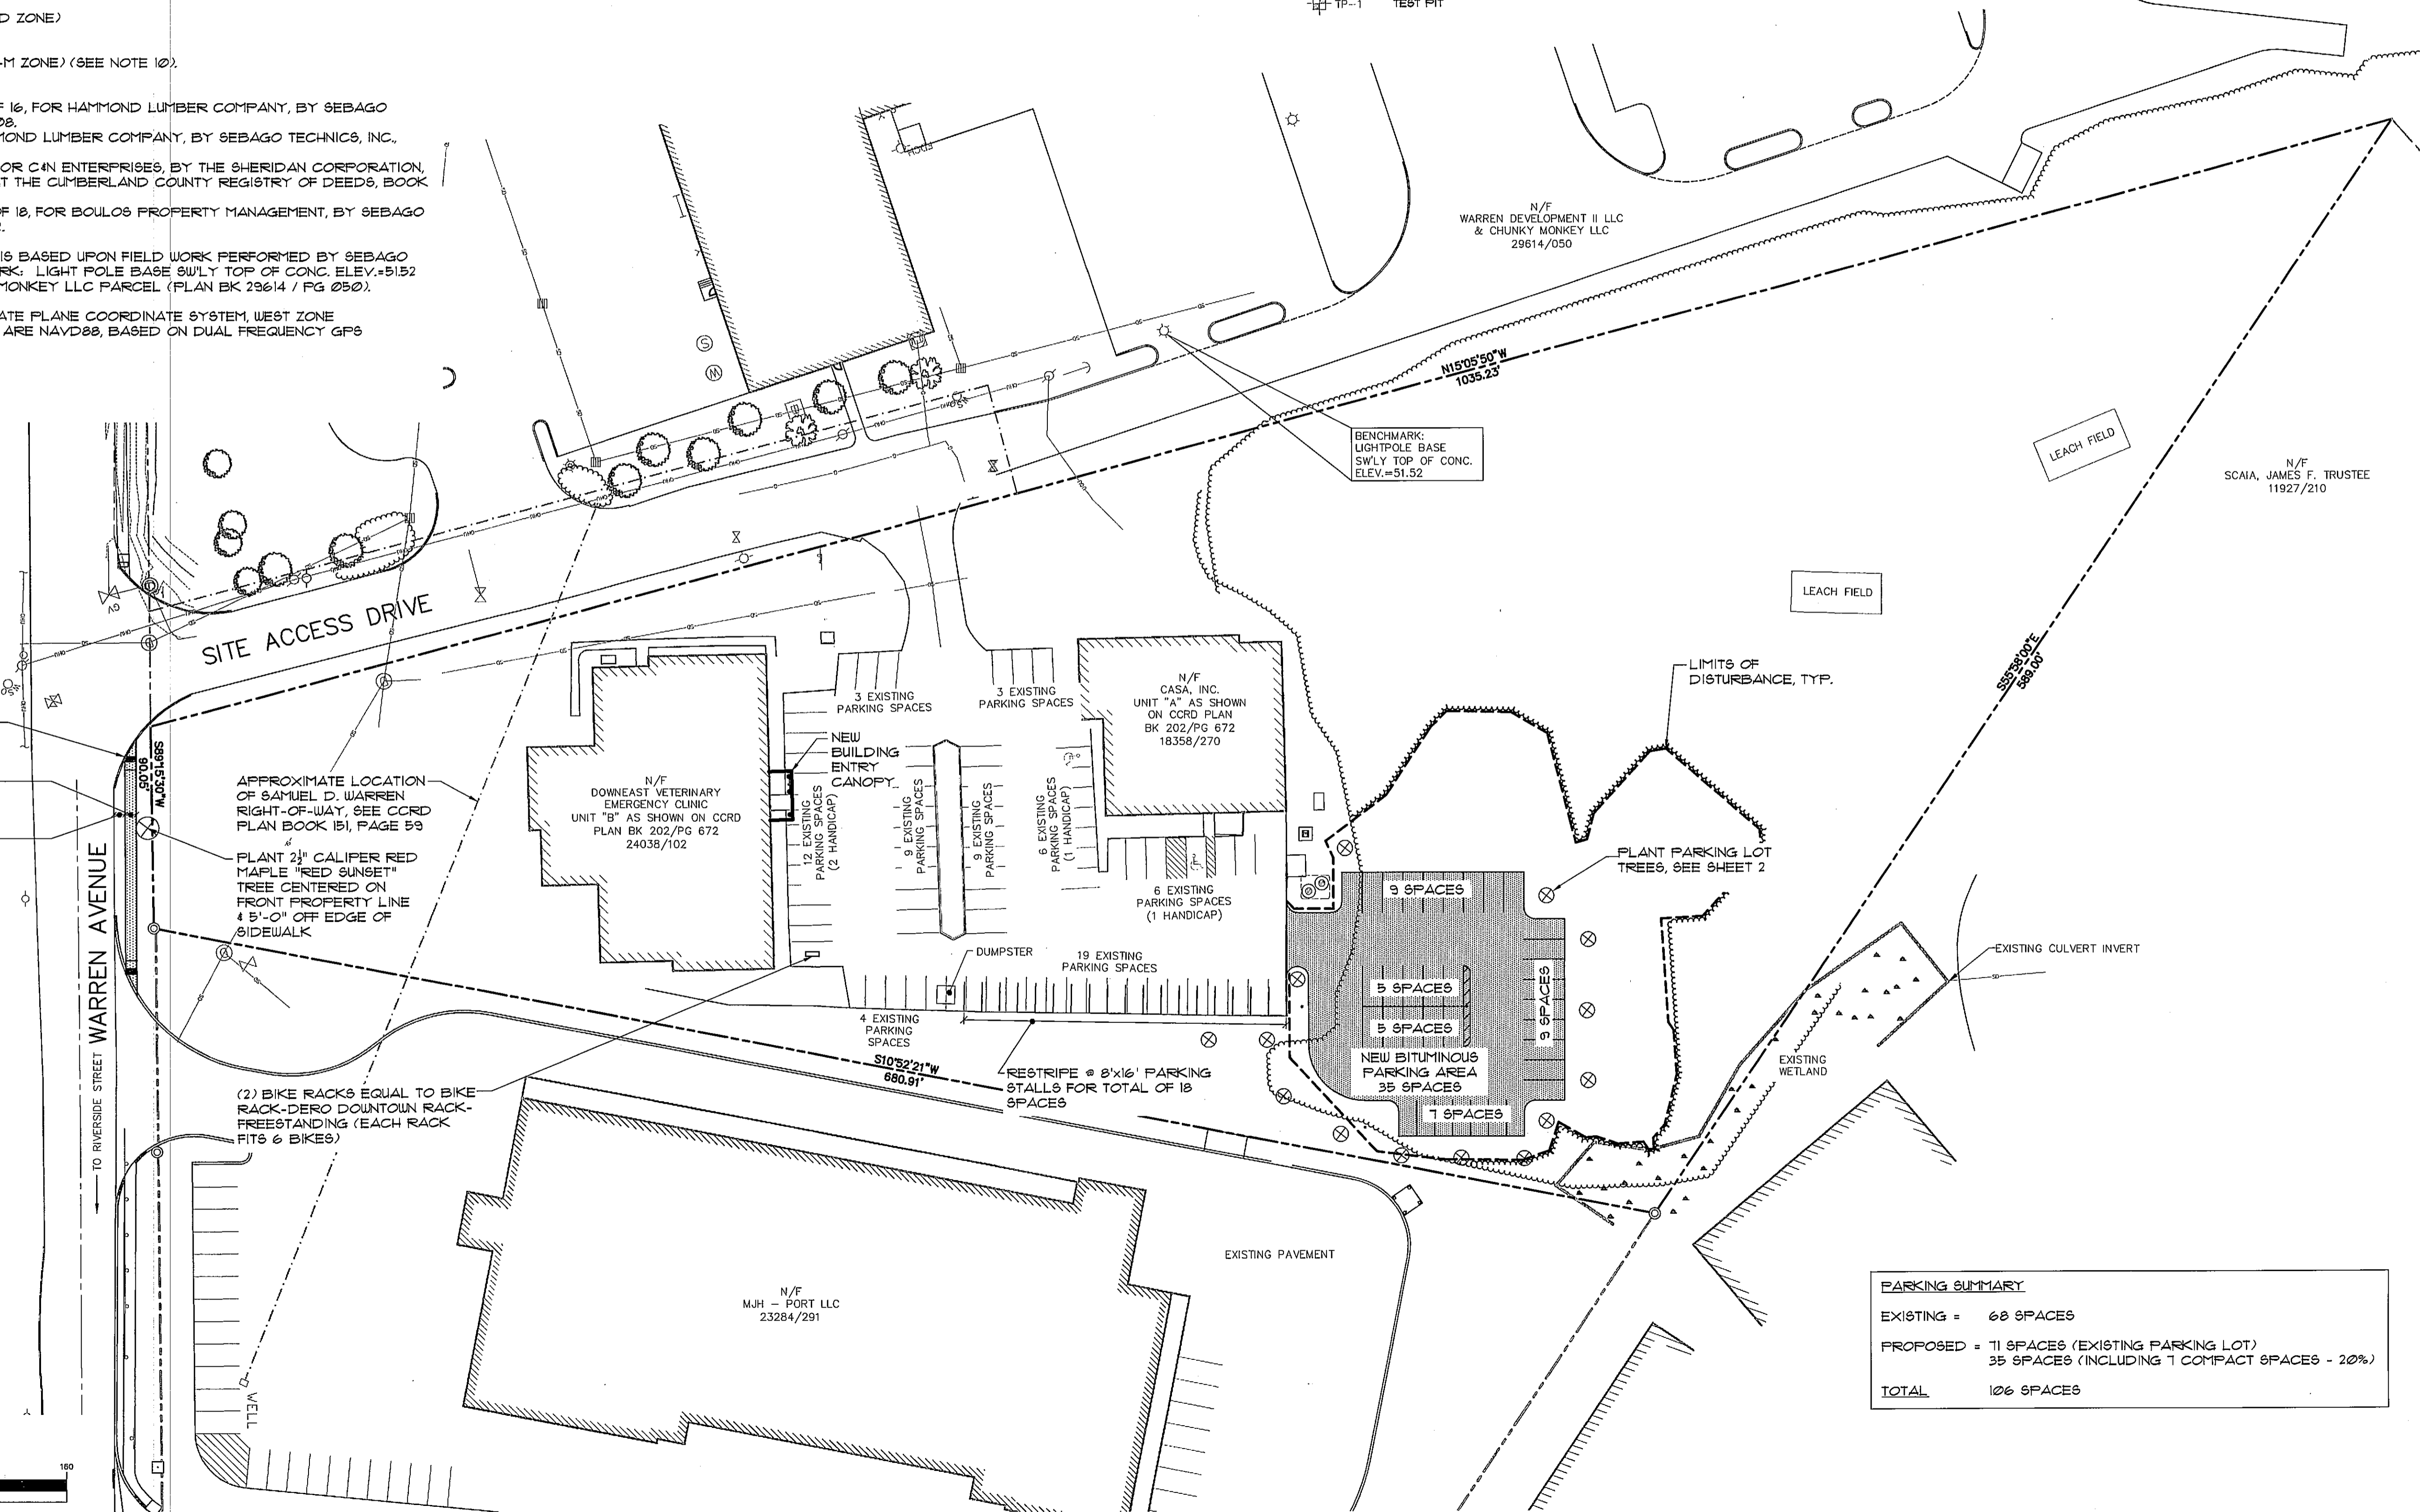 TP-1 TEST PIT
D ZONE)
-M ZONE) (SEE NOTE 10).
F 16, FOR HAMMOND LUMBER COMPANY, BY SEBAGO
MOND LUMBER COMPANY, BY SEBAGO TECHNICS, INC.,
OR C&N ENTERPRISES, BY THE SHERIDAN CORPORATION,
T THE CUMBERLAND COUNTY REGISTRY OF DEEDS, BOOK
OF 18, FOR BOULOS PROPERTY MANAGEMENT, BY SEBAGO
IS BASED UPON FIELD WORK PERFORMED BY SEBAGO
RK: LIGHT POLE BASE SW'LY TOP OF CONC. ELEV.=51.52
MONKEY LLC PARCEL (PLAN BK 29614 / PG 050).
ATE PLANE COORDINATE SYSTEM, WEST ZONE
ARE NAVD88, BASED ON DUAL FREQUENCY GPS
N/F
WARREN DEVELOPMENT II LLC
& CHUNKY MONKEY LLC
29614/050
N15°05'50"W
1035.23'
BENCHMARK:
LIGHTPOLE BASE
SW'LY TOP OF CONC.
ELEV.=51.52
LEACH FIELD
N/F
SCAIA, JAMES F. TRUSTEE
11927/210
LEACH FIELD
S55°58'00"E
589.00'
S
W
GV
SITE ACCESS DRIVE
LIMITS OF
DISTURBANCE, TYP.
3 EXISTING
PARKING SPACES
3 EXISTING
PARKING SPACES
N/F
CASA, INC.
UNIT "A" AS SHOWN
ON CCRD PLAN
BK 202/PG 672
18358/270
NEW
BUILDING
ENTRY
CANOPY
N/F
DOWNEAST VETERINARY
EMERGENCY CLINIC
UNIT "B" AS SHOWN ON CCRD
PLAN BK 202/PG 672
24038/102
12 EXISTING
PARKING SPACES
(2 HANDICAP)
9 EXISTING
PARKING SPACES
9 EXISTING
PARKING SPACES
6 EXISTING
PARKING SPACES
(1 HANDICAP)
6 EXISTING
PARKING SPACES
(1 HANDICAP)
S89°15'30"W
90.05'
APPROXIMATE LOCATION
OF SAMUEL D. WARREN
RIGHT-OF-WAY, SEE CCRD
PLAN BOOK 151, PAGE 59
PLANT 2½" CALIPER RED
MAPLE "RED SUNSET"
TREE CENTERED ON
FRONT PROPERTY LINE
& 5'-0" OFF EDGE OF
SIDEWALK
TO RIVERSIDE STREET WARREN AVENUE
PLANT PARKING LOT
TREES, SEE SHEET 2
9 SPACES
5 SPACES
5 SPACES
9 SPACES
NEW BITUMINOUS
PARKING AREA
35 SPACES
7 SPACES
DUMPSTER
19 EXISTING
PARKING SPACES
4 EXISTING
PARKING
SPACES
S10°52'21"W
680.91'
RESTRIPE @ 8'x16' PARKING
STALLS FOR TOTAL OF 18
SPACES
(2) BIKE RACKS EQUAL TO BIKE
RACK-DERO DOWNTOWN RACK-
FREESTANDING (EACH RACK
FITS 6 BIKES)
EXISTING CULVERT INVERT
EXISTING
WETLAND
EXISTING PAVEMENT
N/F
MJH - PORT LLC
23284/291
WELL
160
PARKING SUMMARY
EXISTING = 68 SPACES
PROPOSED = 71 SPACES (EXISTING PARKING LOT)
35 SPACES (INCLUDING 7 COMPACT SPACES - 20%)
TOTAL 106 SPACES